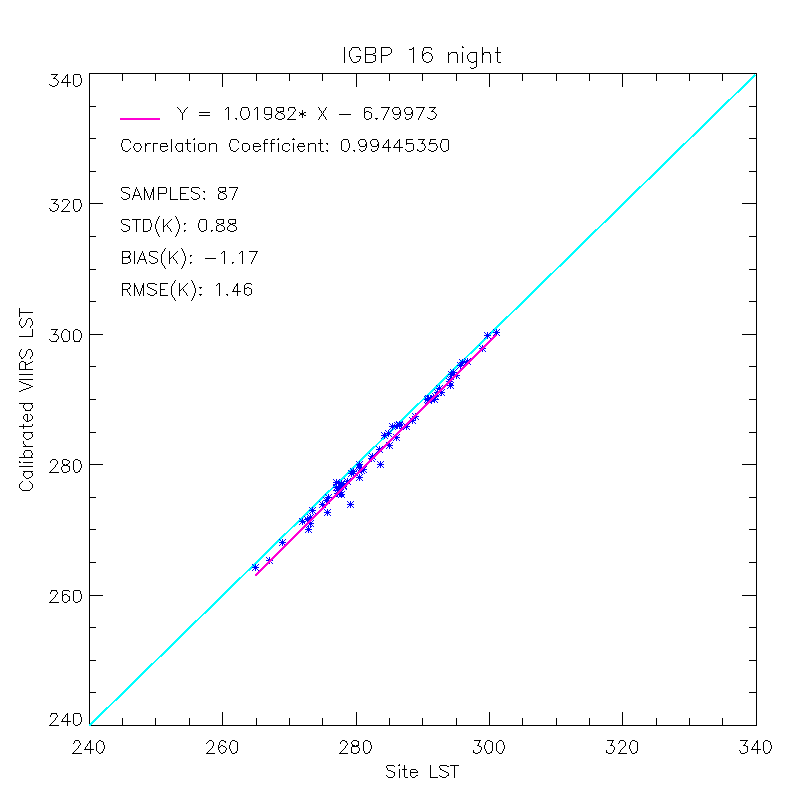 IGBP 16 night
Y = 1.01982* X − 6.79973
Correlation Coefficient: 0.99445350
SAMPLES: 87
STD(K): 0.88
BIAS(K): −1.17
RMSE(K): 1.46
340
320
300
280
260
240
Calibrated VIIRS LST
240 260 280 300 320 340
Site LST